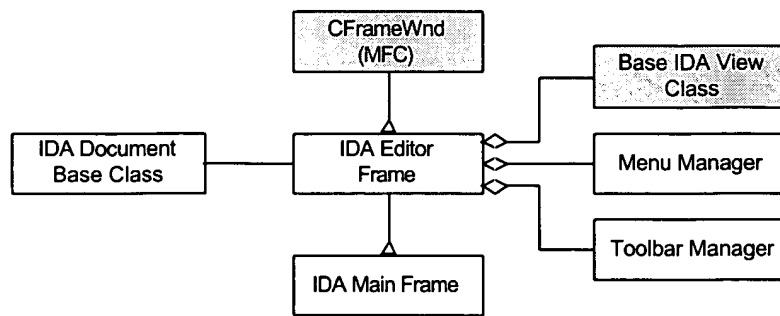 CFrameWnd
(MFC)
Base IDA View
Class
IDA Document
Base Class
IDA Editor
Frame
Menu Manager
Toolbar Manager
IDA Main Frame